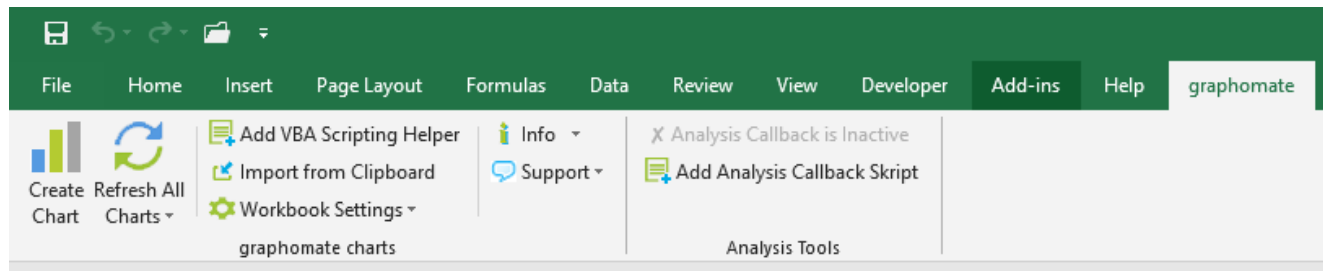 File Home Insert Page Layout Formulas Data Review View Developer Add-ins Help graphomate
Create Chart
Refresh All Charts
Add VBA Scripting Helper
Import from Clipboard
Workbook Settings
Info
Support
graphomate charts
X Analysis Callback is Inactive
Add Analysis Callback Skript
Analysis Tools